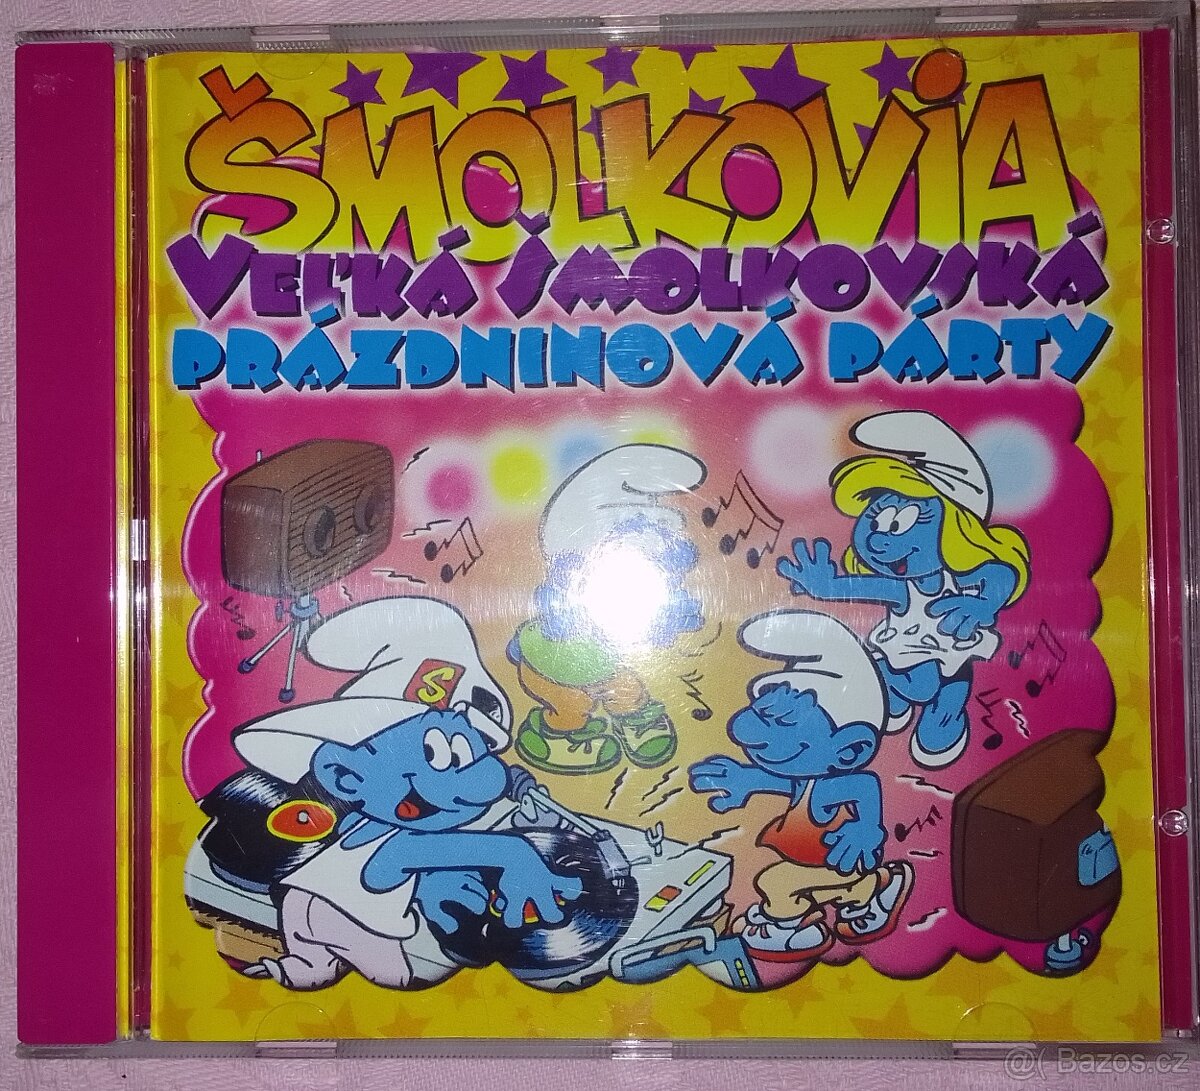 ŠMOLKOVIA
VEĽKÁ ŠMOLKOVSKÁ
PRÁZDNINOVÁ PÁRTY
S
@( Bazos.cz